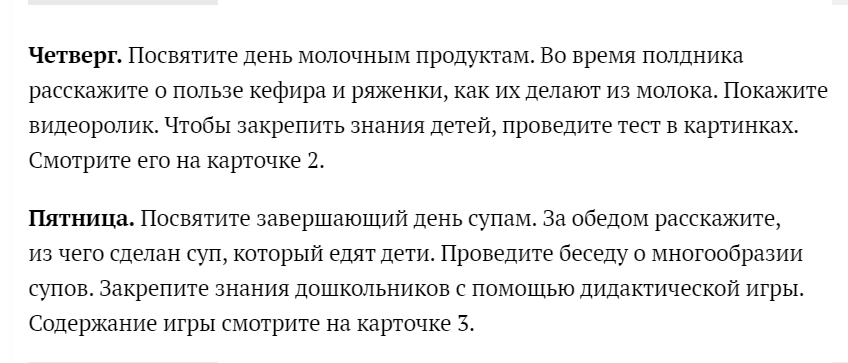 Четверг. Посвятите день молочным продуктам. Во время полдника
расскажите о пользе кефира и ряженки, как их делают из молока. Покажите
видеоролик. Чтобы закрепить знания детей, проведите тест в картинках.
Смотрите его на карточке 2.
Пятница. Посвятите завершающий день супам. За обедом расскажите,
из чего сделан суп, который едят дети. Проведите беседу о многообразии
супов. Закрепите знания дошкольников с помощью дидактической игры.
Содержание игры смотрите на карточке 3.